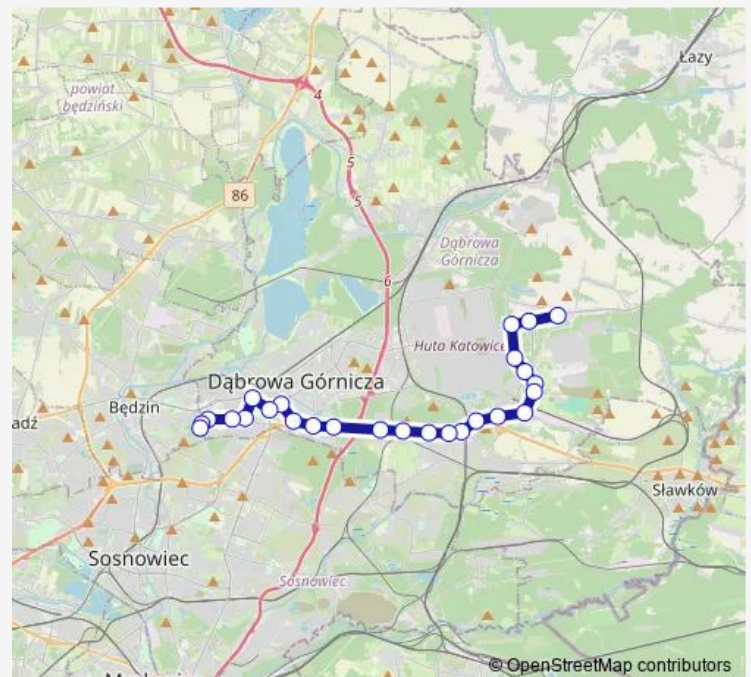 Łazy
powiat
będziński
4
5
86
5
Dąbrowa
Górnicza
6
Huta Katowice
Dąbrowa Górnicza
Będzin
adź
Sławków
Sosnowiec
Sosnowiec
© OpenStreetMap contributors